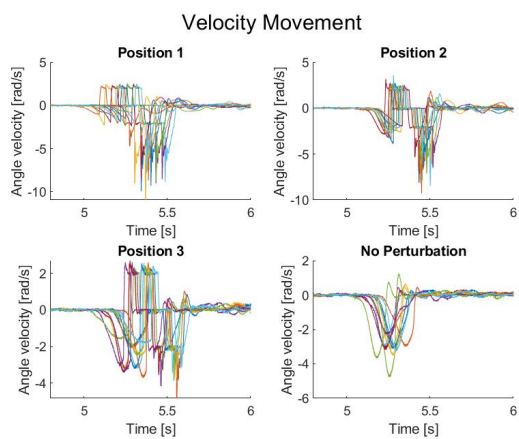 Velocity Movement
Position 1
Angle velocity [rad/s]
5
0
-5
-10
5
5.5
6
Time [s]
Position 2
Angle velocity [rad/s]
5
0
-5
-10
5
5.5
6
Time [s]
Position 3
Angle velocity [rad/s]
2
0
-2
-4
5
5.5
6
Time [s]
No Perturbation
Angle velocity [rad/s]
2
0
-2
-4
-6
5
5.5
6
Time [s]